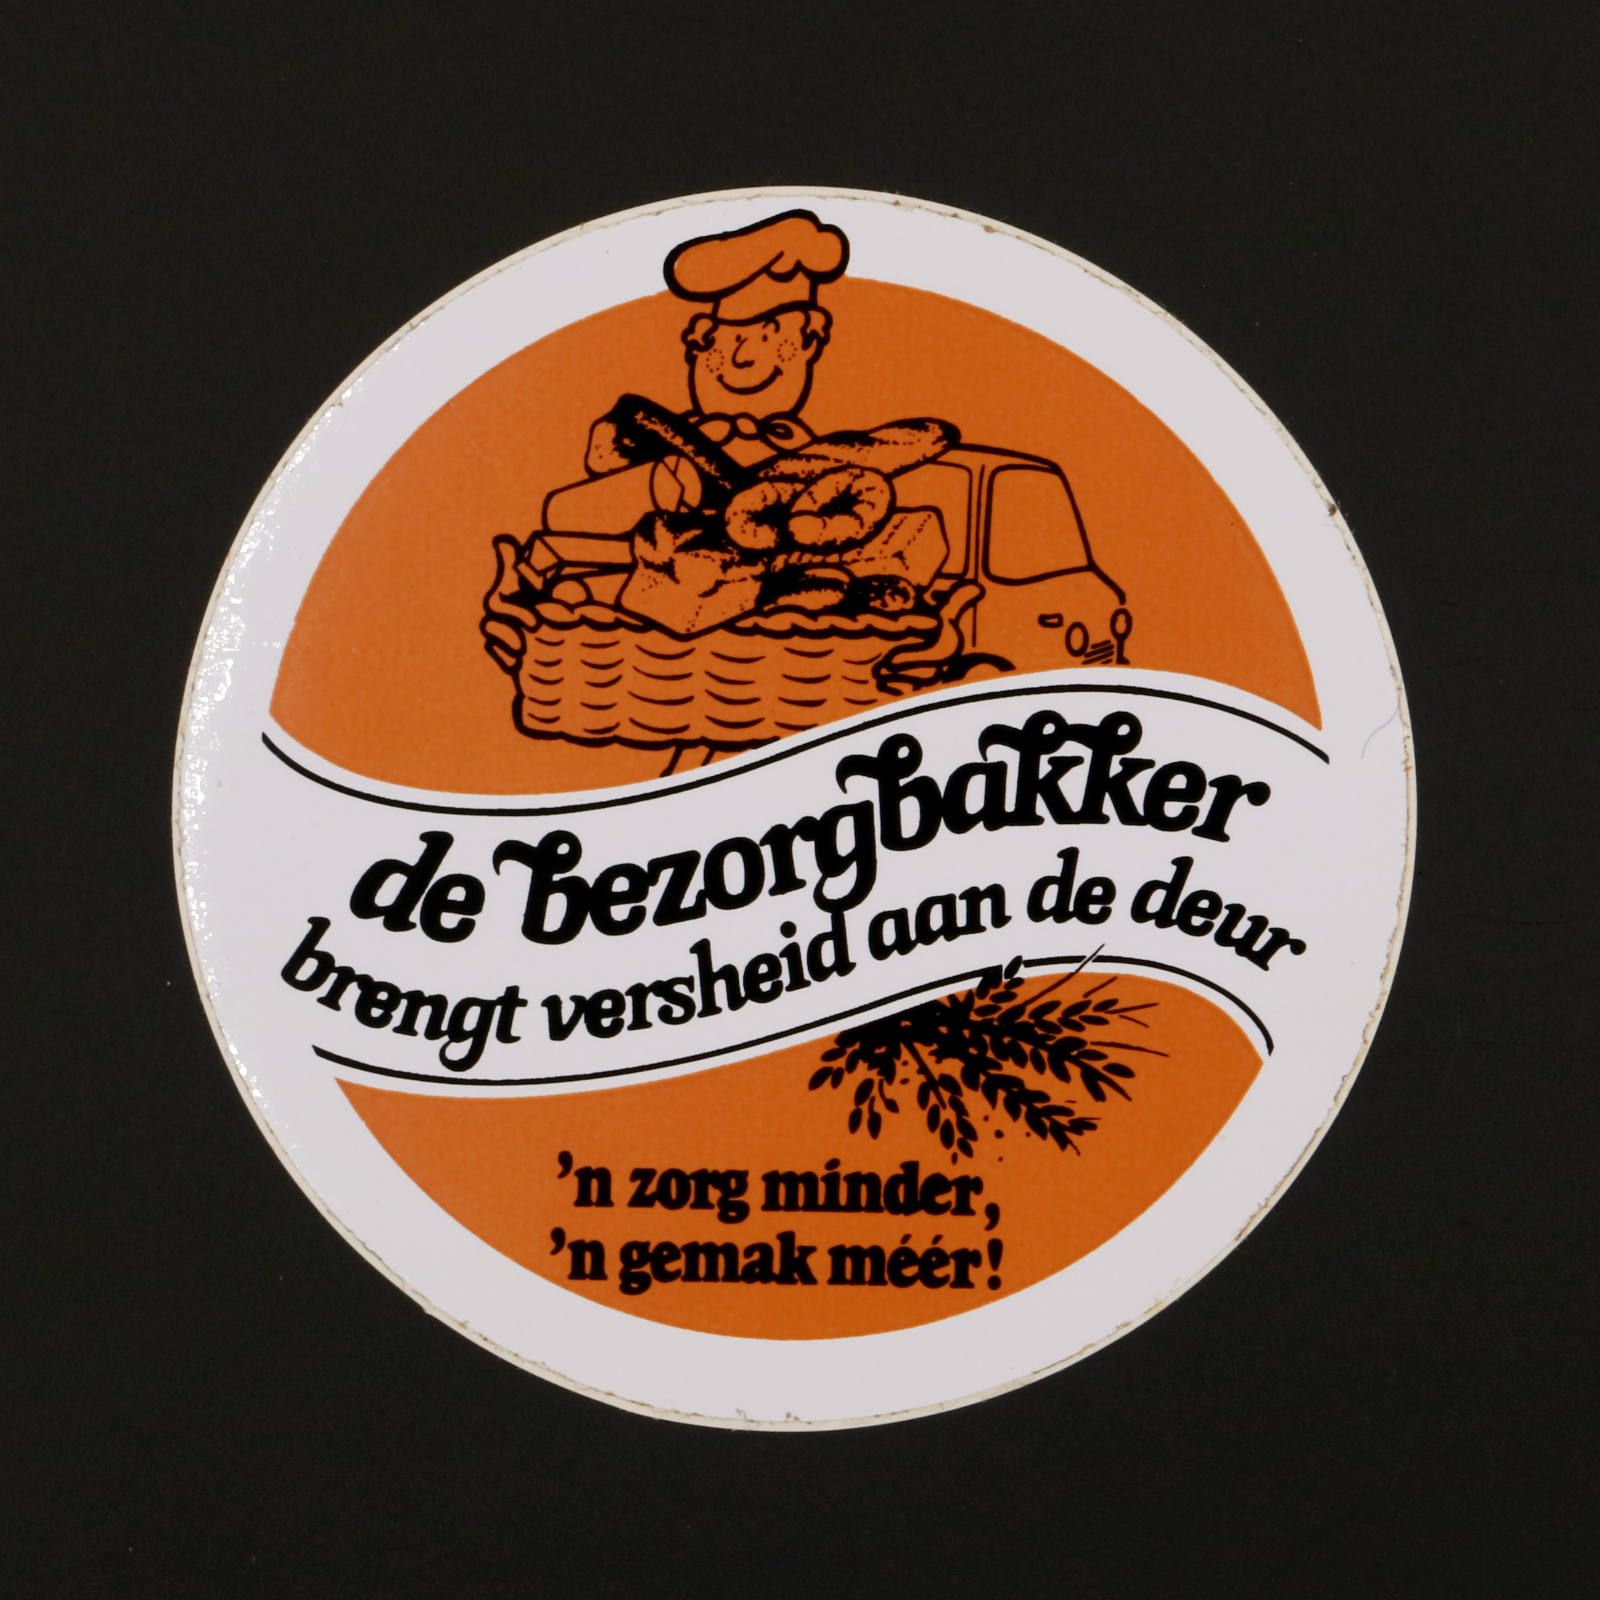 de bezorgbakker
brengt versheid aan de deur
'n zorg minder,
'n gemak méér!